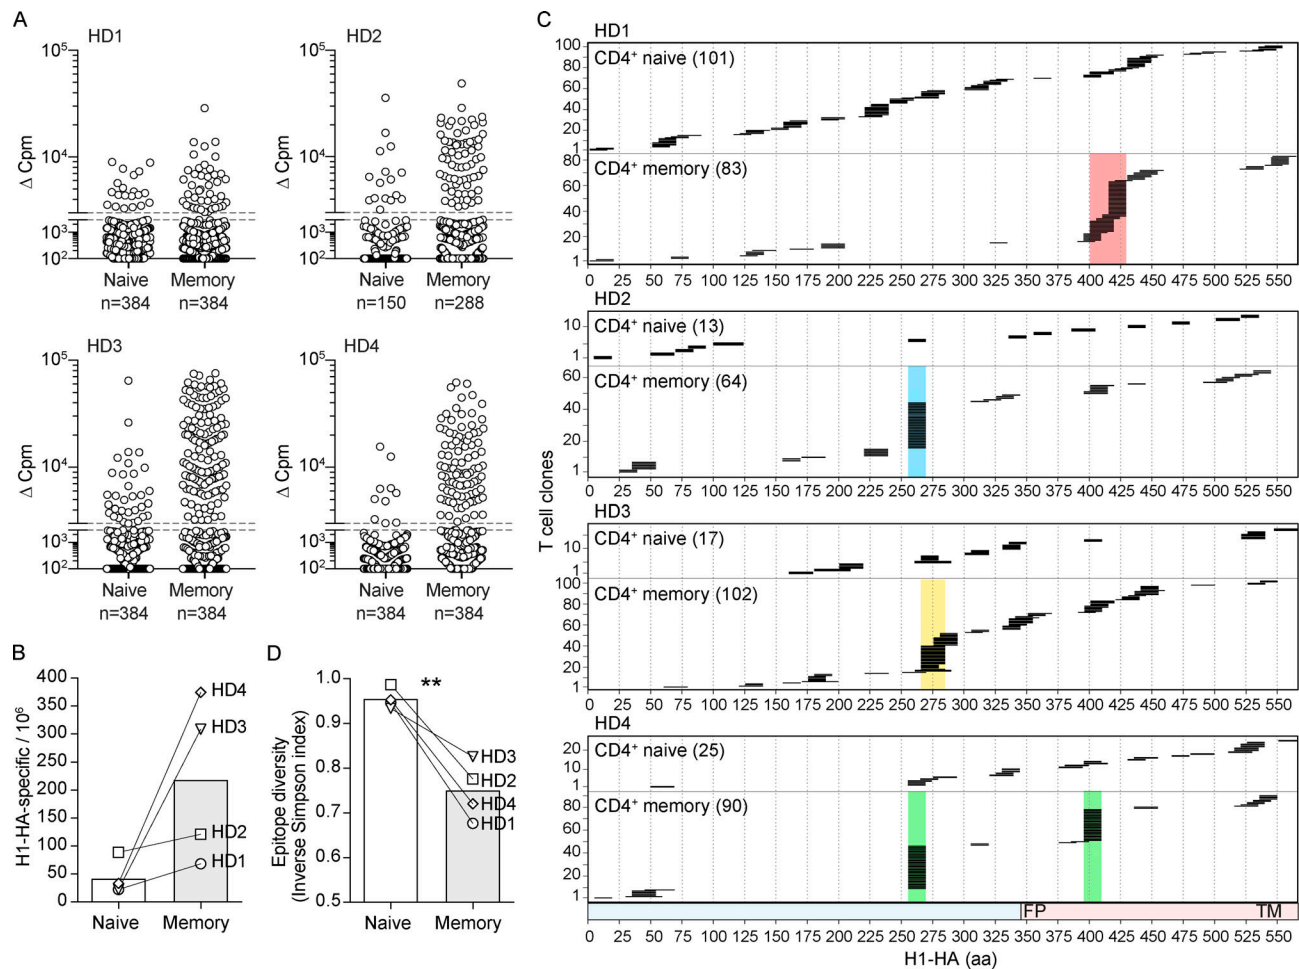 A
HD1
10⁵
10⁴
10³
10²
Δ Cpm
Naive
n=384
Memory
n=384
HD2
10⁵
10⁴
10³
10²
Δ Cpm
Naive
n=150
Memory
n=288
HD3
10⁵
10⁴
10³
10²
Δ Cpm
Naive
n=384
Memory
n=384
HD4
10⁵
10⁴
10³
10²
Δ Cpm
Naive
n=384
Memory
n=384
B
H1-HA-specific / 10⁶
400
350
300
250
200
150
100
50
0
HD4
HD3
HD2
HD1
Naive
Memory
D
Epitope diversity
(Inverse Simpson index)
1.0
0.9
0.8
0.7
0.6
0.5
**
HD3
HD2
HD4
HD1
Naive
Memory
C
T cell clones
HD1
100
80
60
40
20
1
CD4⁺ naive (101)
80
60
40
20
1
CD4⁺ memory (83)
0 25 50 75 100 125 150 175 200 225 250 275 300 325 350 375 400 425 450 475 500 525 550
HD2
10
1
CD4⁺ naive (13)
60
40
20
1
CD4⁺ memory (64)
0 25 50 75 100 125 150 175 200 225 250 275 300 325 350 375 400 425 450 475 500 525 550
HD3
10
1
CD4⁺ naive (17)
100
80
60
40
20
1
CD4⁺ memory (102)
0 25 50 75 100 125 150 175 200 225 250 275 300 325 350 375 400 425 450 475 500 525 550
HD4
20
1
CD4⁺ naive (25)
80
60
40
20
1
CD4⁺ memory (90)
FP
TM
0 25 50 75 100 125 150 175 200 225 250 275 300 325 350 375 400 425 450 475 500 525 550
H1-HA (aa)